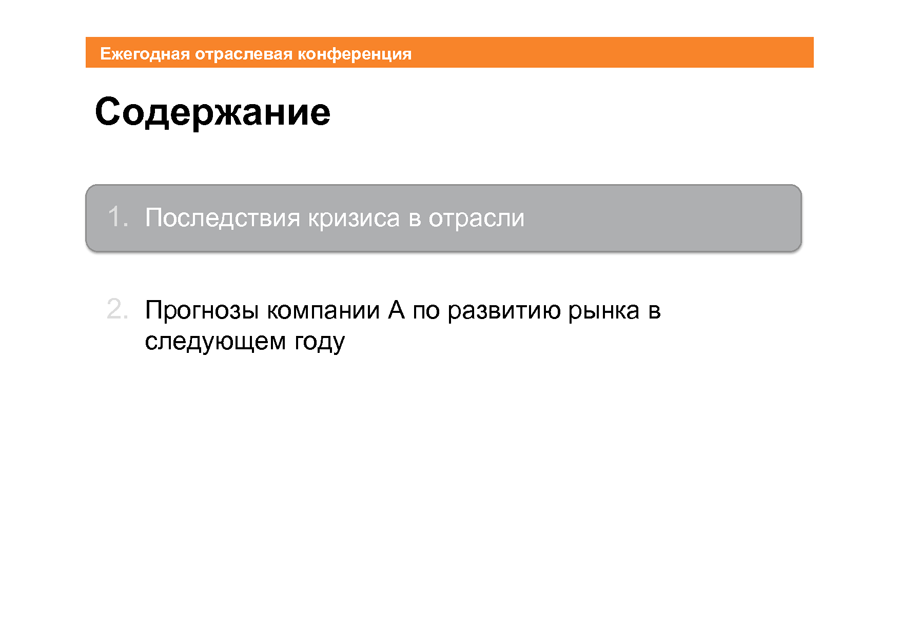 Ежегодная отраслевая конференция
Содержание
1. Последствия кризиса в отрасли
2. Прогнозы компании А по развитию рынка в
следующем году